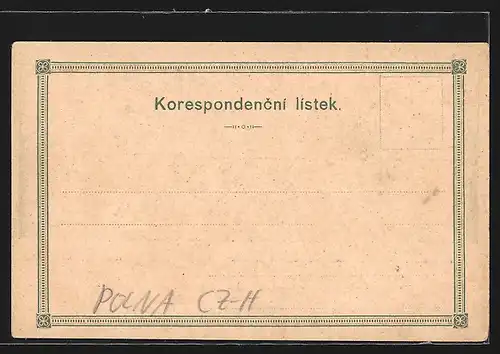 Korespondenční lístek.
POLNA CZ-H